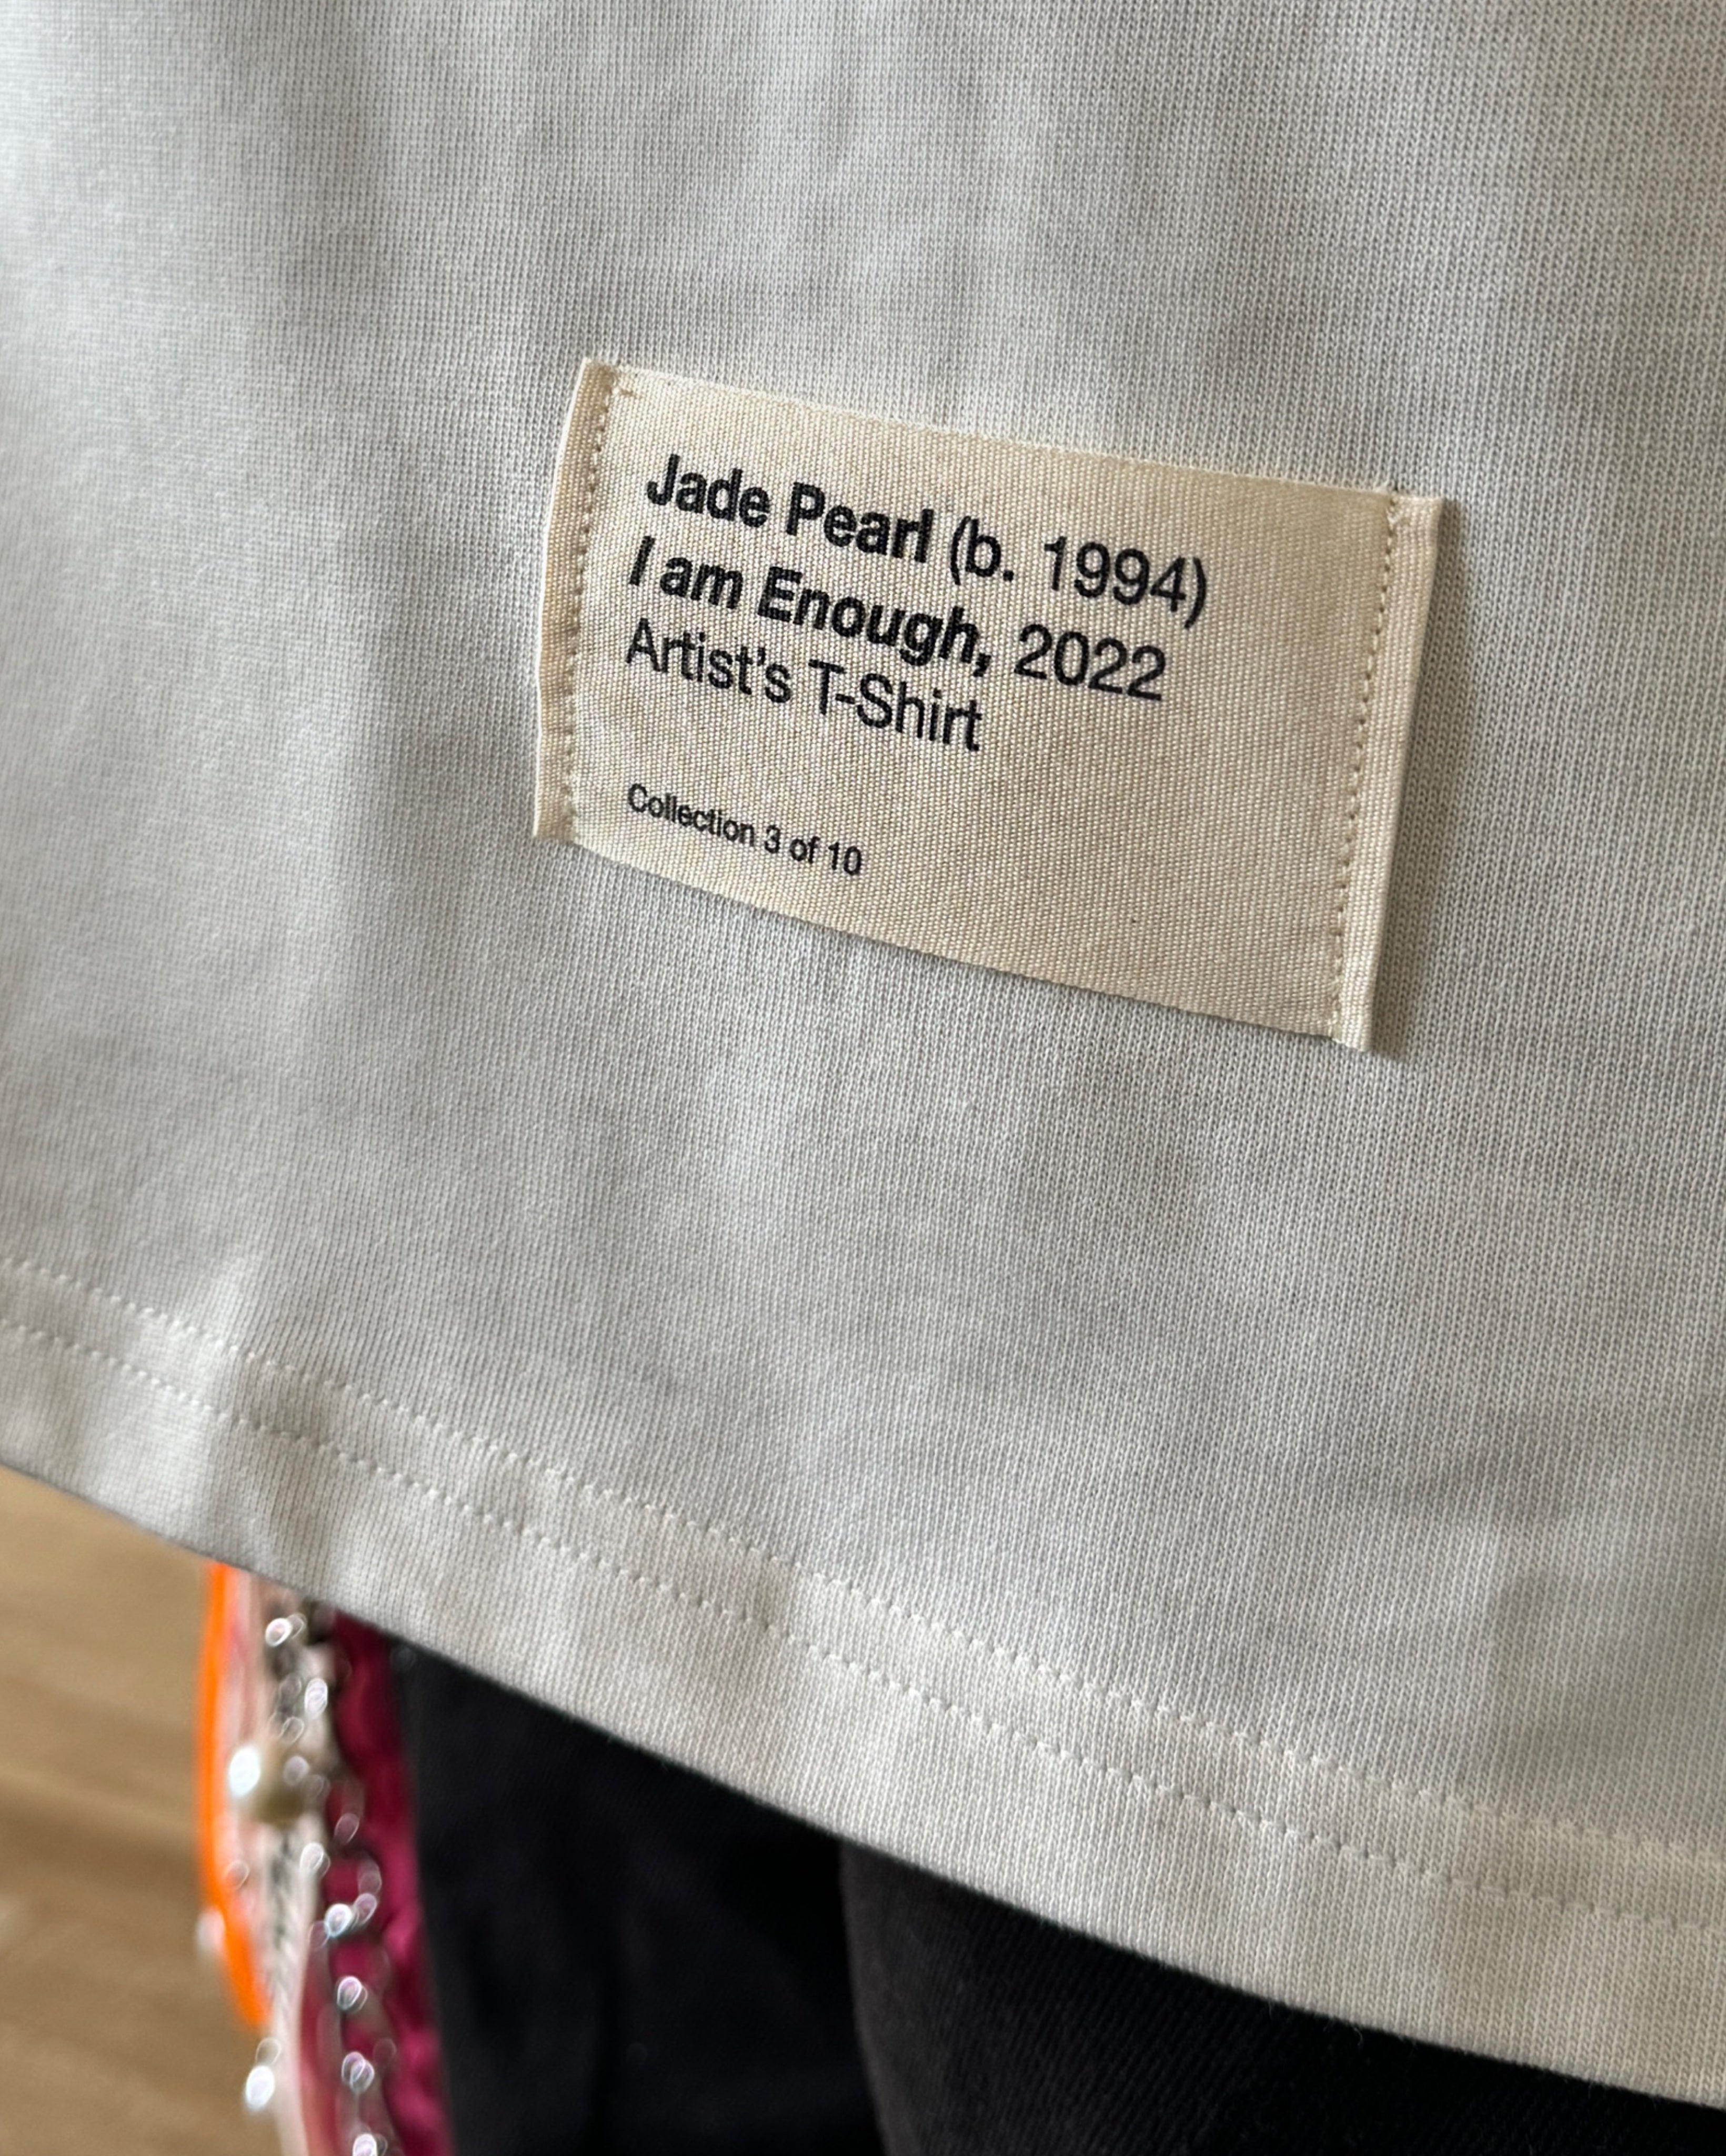 Jade Pearl (b. 1994)
I am Enough, 2022
Artist's T-Shirt
Collection 3 of 10